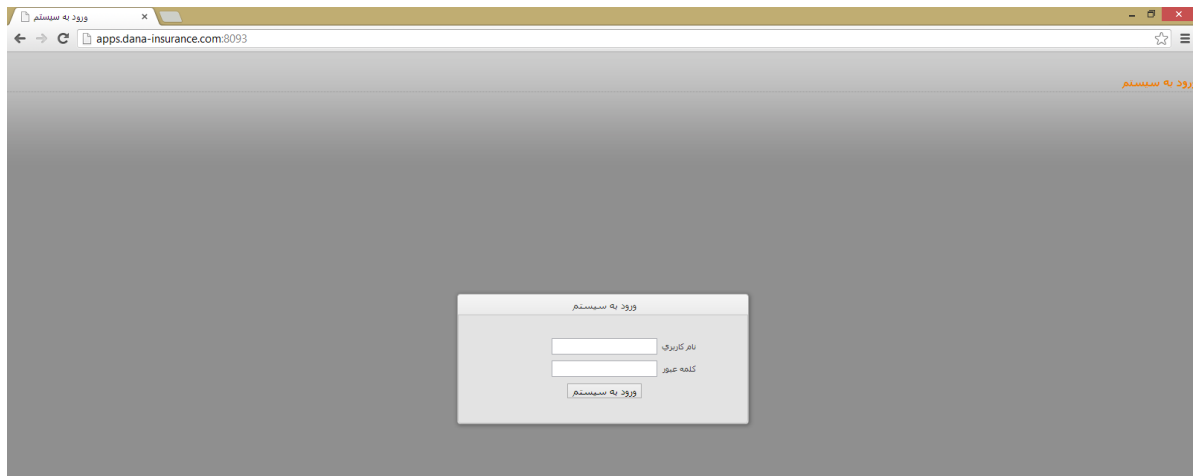 ورود به سیستم
apps.dana-insurance.com:8093
ورود به سیستم
ورود به سیستم
نام کاربري
کلمه عبور
ورود به سیستم